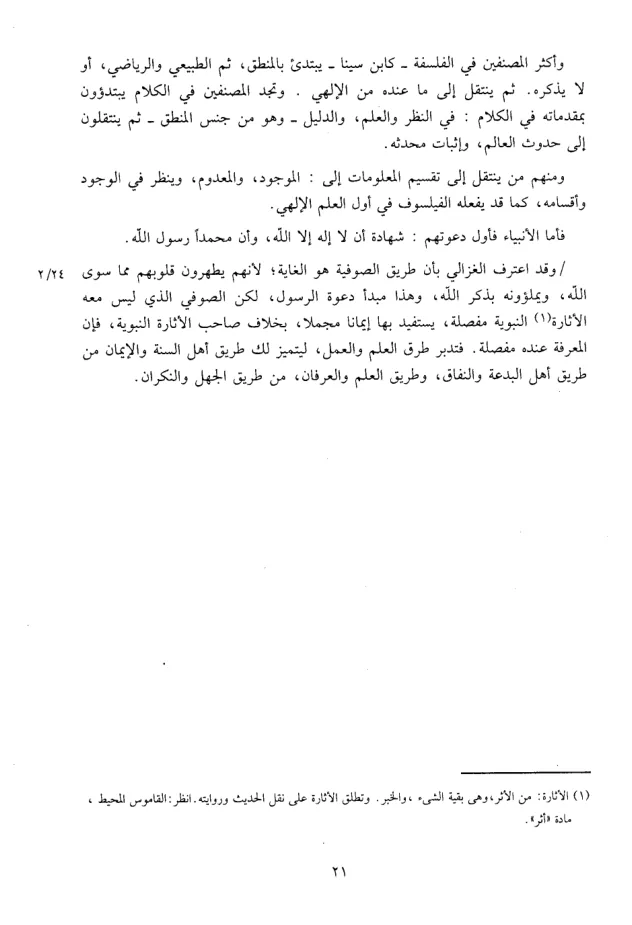 وأكثر المصنفين في الفلسفة ـ كابن سينا ـ يبتدئ بالمنطق، ثم الطبيعي والرياضي، أو
لا يذكره. ثم ينتقل إلى ما عنده من الإلهي . وتجد المصنفين في الكلام يبتدؤون
بمقدماته في الكلام : في النظر والعلم، والدليل ـ وهو من جنس المنطق ـ ثم ينتقلون
إلى حدوث العالم، وإثبات محدثه.
ومنهم من ينتقل إلى تقسيم المعلومات إلى : الموجود، والمعدوم، وينظر في الوجود
وأقسامه، كما قد يفعله الفيلسوف في أول العلم الإلهي.
فأما الأنبياء فأول دعوتهم : شهادة أن لا إله إلا الله، وأن محمداً رسول الله.
/ وقد اعترف الغزالي بأن طريق الصوفية هو الغاية؛ لأنهم يطهرون قلوبهم مما سوى ٢/٢٤
الله، ويملؤونه بذكر الله، وهذا مبدأ دعوة الرسول، لكن الصوفي الذي ليس معه
الأثارة(١) النبوية مفصلة، يستفيد بها إيمانا مجملا، بخلاف صاحب الأثارة النبوية، فإن
المعرفة عنده مفصلة. فتدبر طرق العلم والعمل، ليتميز لك طريق أهل السنة والإيمان من
طريق أهل البدعة والنفاق، وطريق العلم والعرفان، من طريق الجهل والنكران.
(١) الأثارة: من الأثر،وهى بقية الشىء ،والخبر. وتطلق الأثارة على نقل الحديث وروايته.انظر:القاموس المحيط ،
مادة «أثر».
٢١